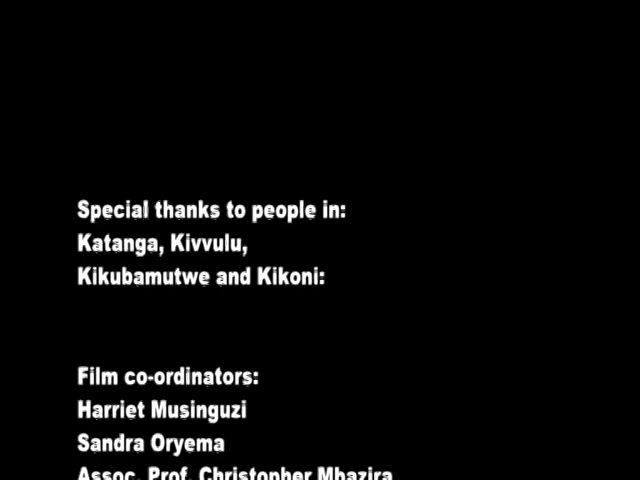 Special thanks to people in:
Katanga, Kivvulu,
Kikubamutwe and Kikoni:
Film co-ordinators:
Harriet Musinguzi
Sandra Oryema
Assoc. Prof. Christopher Mbazira